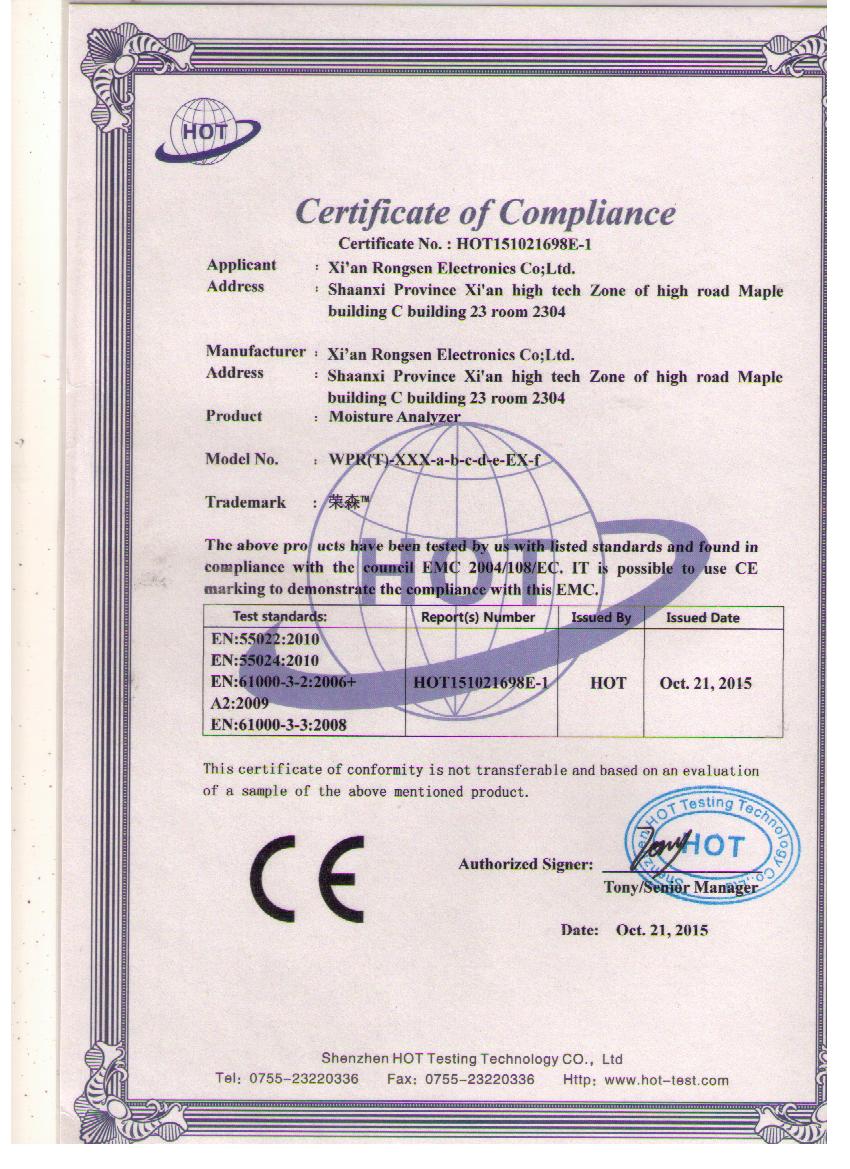 HOT
Certificate of Compliance
Certificate No. : HOT151021698E-1
Applicant : Xi'an Rongsen Electronics Co;Ltd.
Address : Shaanxi Province Xi'an high tech Zone of high road Maple
building C building 23 room 2304
Manufacturer : Xi'an Rongsen Electronics Co;Ltd.
Address : Shaanxi Province Xi'an high tech Zone of high road Maple
building C building 23 room 2304
Product : Moisture Analyzer
Model No. : WPR(T)-XXX-a-b-c-d-e-EX-f
Trademark : 荣森™
HOT
The above pro ucts have been tested by us with listed standards and found in
compliance with the council EMC 2004/108/EC. IT is possible to use CE
marking to demonstrate the compliance with this EMC.
Test standards: Report(s) Number Issued By Issued Date
EN:55022:2010
EN:55024:2010
EN:61000-3-2:2006+ HOT151021698E-1 HOT Oct. 21, 2015
A2:2009
EN:61000-3-3:2008
This certificate of conformity is not transferable and based on an evaluation
of a sample of the above mentioned product.
CE
Shenzhen HOT Testing Technology Co.,Ltd
HOT
Authorized Signer: Tony
Tony/Senior Manager
Date: Oct. 21, 2015
Shenzhen HOT Testing Technology CO., Ltd
Tel: 0755-23220336 Fax: 0755-23220336 Http: www.hot-test.com